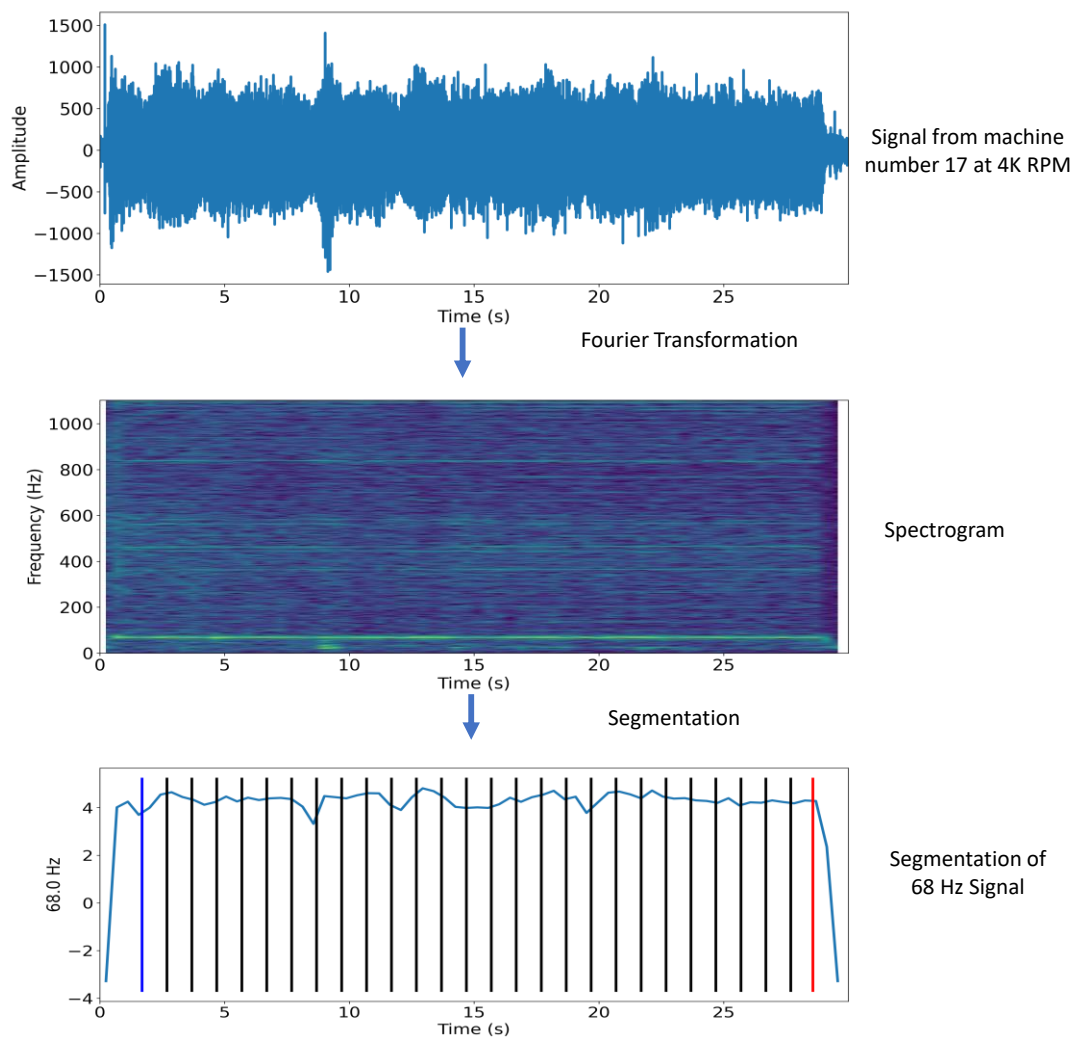 1500
1000
500
0
−500
−1000
−1500
Amplitude
0 5 10 15 20 25
Time (s)
Signal from machine
number 17 at 4K RPM
Fourier Transformation
1000
800
600
400
200
0
Frequency (Hz)
0 5 10 15 20 25
Time (s)
Spectrogram
Segmentation
4
2
0
−2
−4
68.0 Hz
0 5 10 15 20 25
Time (s)
Segmentation of
68 Hz Signal